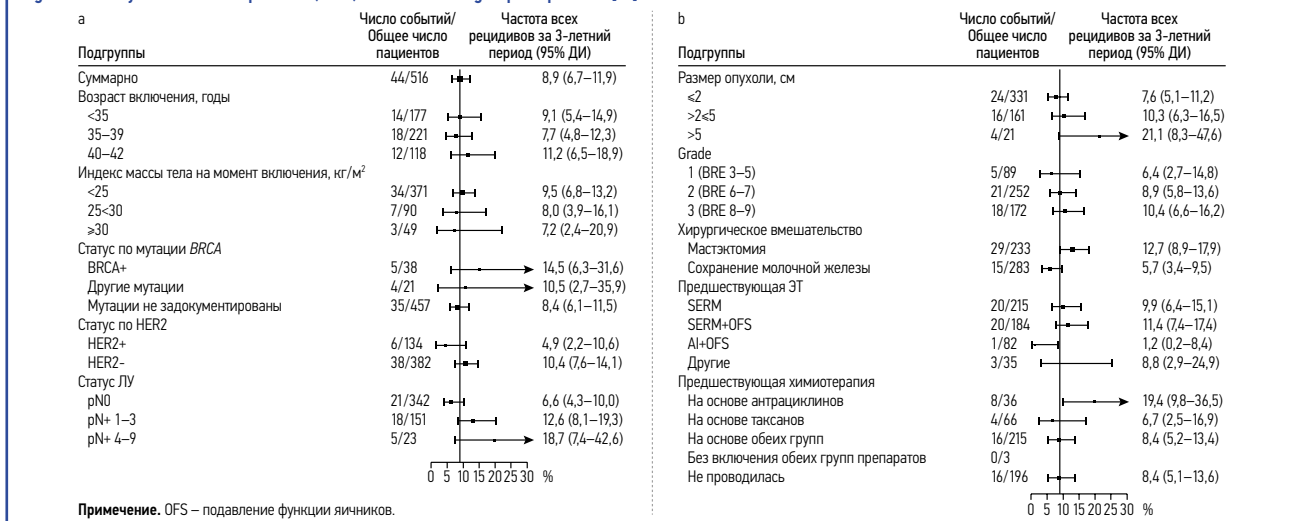 a
Число событий/ Частота всех
Общее число рецидивов за 3-летний
Подгруппы пациентов период (95% ДИ)
Суммарно 44/516 8,9 (6,7–11,9)
Возраст включения, годы
<35 14/177 9,1 (5,4–14,9)
35–39 18/221 7,7 (4,8–12,3)
40–42 12/118 11,2 (6,5–18,9)
Индекс массы тела на момент включения, кг/м²
<25 34/371 9,5 (6,8–13,2)
25<30 7/90 8,0 (3,9–16,1)
⩾30 3/49 7,2 (2,4–20,9)
Статус по мутации BRCA
BRCA+ 5/38 14,5 (6,3–31,6)
Другие мутации 4/21 10,5 (2,7–35,9)
Мутации не задокументированы 35/457 8,4 (6,1–11,5)
Статус по HER2
HER2+ 6/134 4,9 (2,2–10,6)
HER2- 38/382 10,4 (7,6–14,1)
Статус ЛУ
pN0 21/342 6,6 (4,3–10,0)
pN+ 1–3 18/151 12,6 (8,1–19,3)
pN+ 4–9 5/23 18,7 (7,4–42,6)
0 5 10 15 20 25 30 %
Примечание. OFS – подавление функции яичников.
b
Число событий/ Частота всех
Общее число рецидивов за 3-летний
Подгруппы пациентов период (95% ДИ)
Размер опухоли, см
⩽2 24/331 7,6 (5,1–11,2)
>2⩽5 16/161 10,3 (6,3–16,5)
>5 4/21 21,1 (8,3–47,6)
Grade
1 (BRE 3–5) 5/89 6,4 (2,7–14,8)
2 (BRE 6–7) 21/252 8,9 (5,8–13,6)
3 (BRE 8–9) 18/172 10,4 (6,6–16,2)
Хирургическое вмешательство
Мастэктомия 29/233 12,7 (8,9–17,9)
Сохранение молочной железы 15/283 5,7 (3,4–9,5)
Предшествующая ЭТ
SERM 20/215 9,9 (6,4–15,1)
SERM+OFS 20/184 11,4 (7,4–17,4)
AI+OFS 1/82 1,2 (0,2–8,4)
Другие 3/35 8,8 (2,9–24,9)
Предшествующая химиотерапия
На основе антрациклинов 8/36 19,4 (9,8–36,5)
На основе таксанов 4/66 6,7 (2,5–16,9)
На основе обеих групп 16/215 8,4 (5,2–13,4)
Без включения обеих групп препаратов 0/3
Не проводилась 16/196 8,4 (5,1–13,6)
0 5 10 15 20 25 30 %